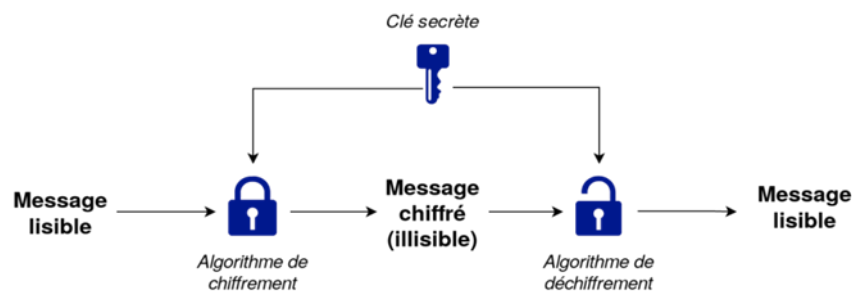 Clé secrète
Message
lisible
Message
chiffré
(illisible)
Message
lisible
Algorithme de
chiffrement
Algorithme de
déchiffrement